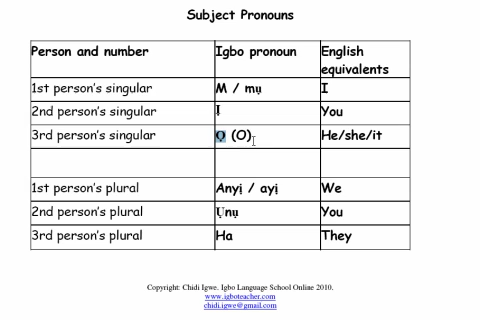 Subject Pronouns
Person and number Igbo pronoun English equivalents
1st person's singular M / mụ I
2nd person's singular Ị You
3rd person's singular Ọ (O) He/she/it
1st person's plural Anyị / ayị We
2nd person's plural Ụnụ You
3rd person's plural Ha They
Copyright: Chidi Igwe. Igbo Language School Online 2010.
www.igboteacher.com
chidi.igwe@gmail.com